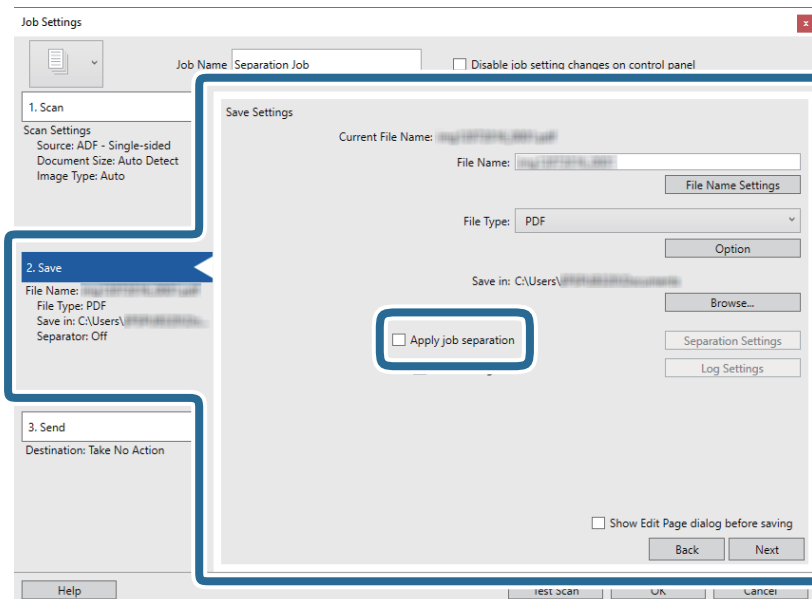 Job Settings
x
Job Name Separation Job
Disable job setting changes on control panel
1. Scan
Scan Settings
Source: ADF - Single-sided
Document Size: Auto Detect
Image Type: Auto
2. Save
File Name:
File Type: PDF
Save in: C:\Users\
Separator: Off
3. Send
Destination: Take No Action
Save Settings
Current File Name:
File Name:
File Name Settings
File Type: PDF
Option
Save in: C:\Users\
Browse...
Apply job separation
Separation Settings
Log Settings
Show Edit Page dialog before saving
Back Next
Help Test Scan OK Cancel